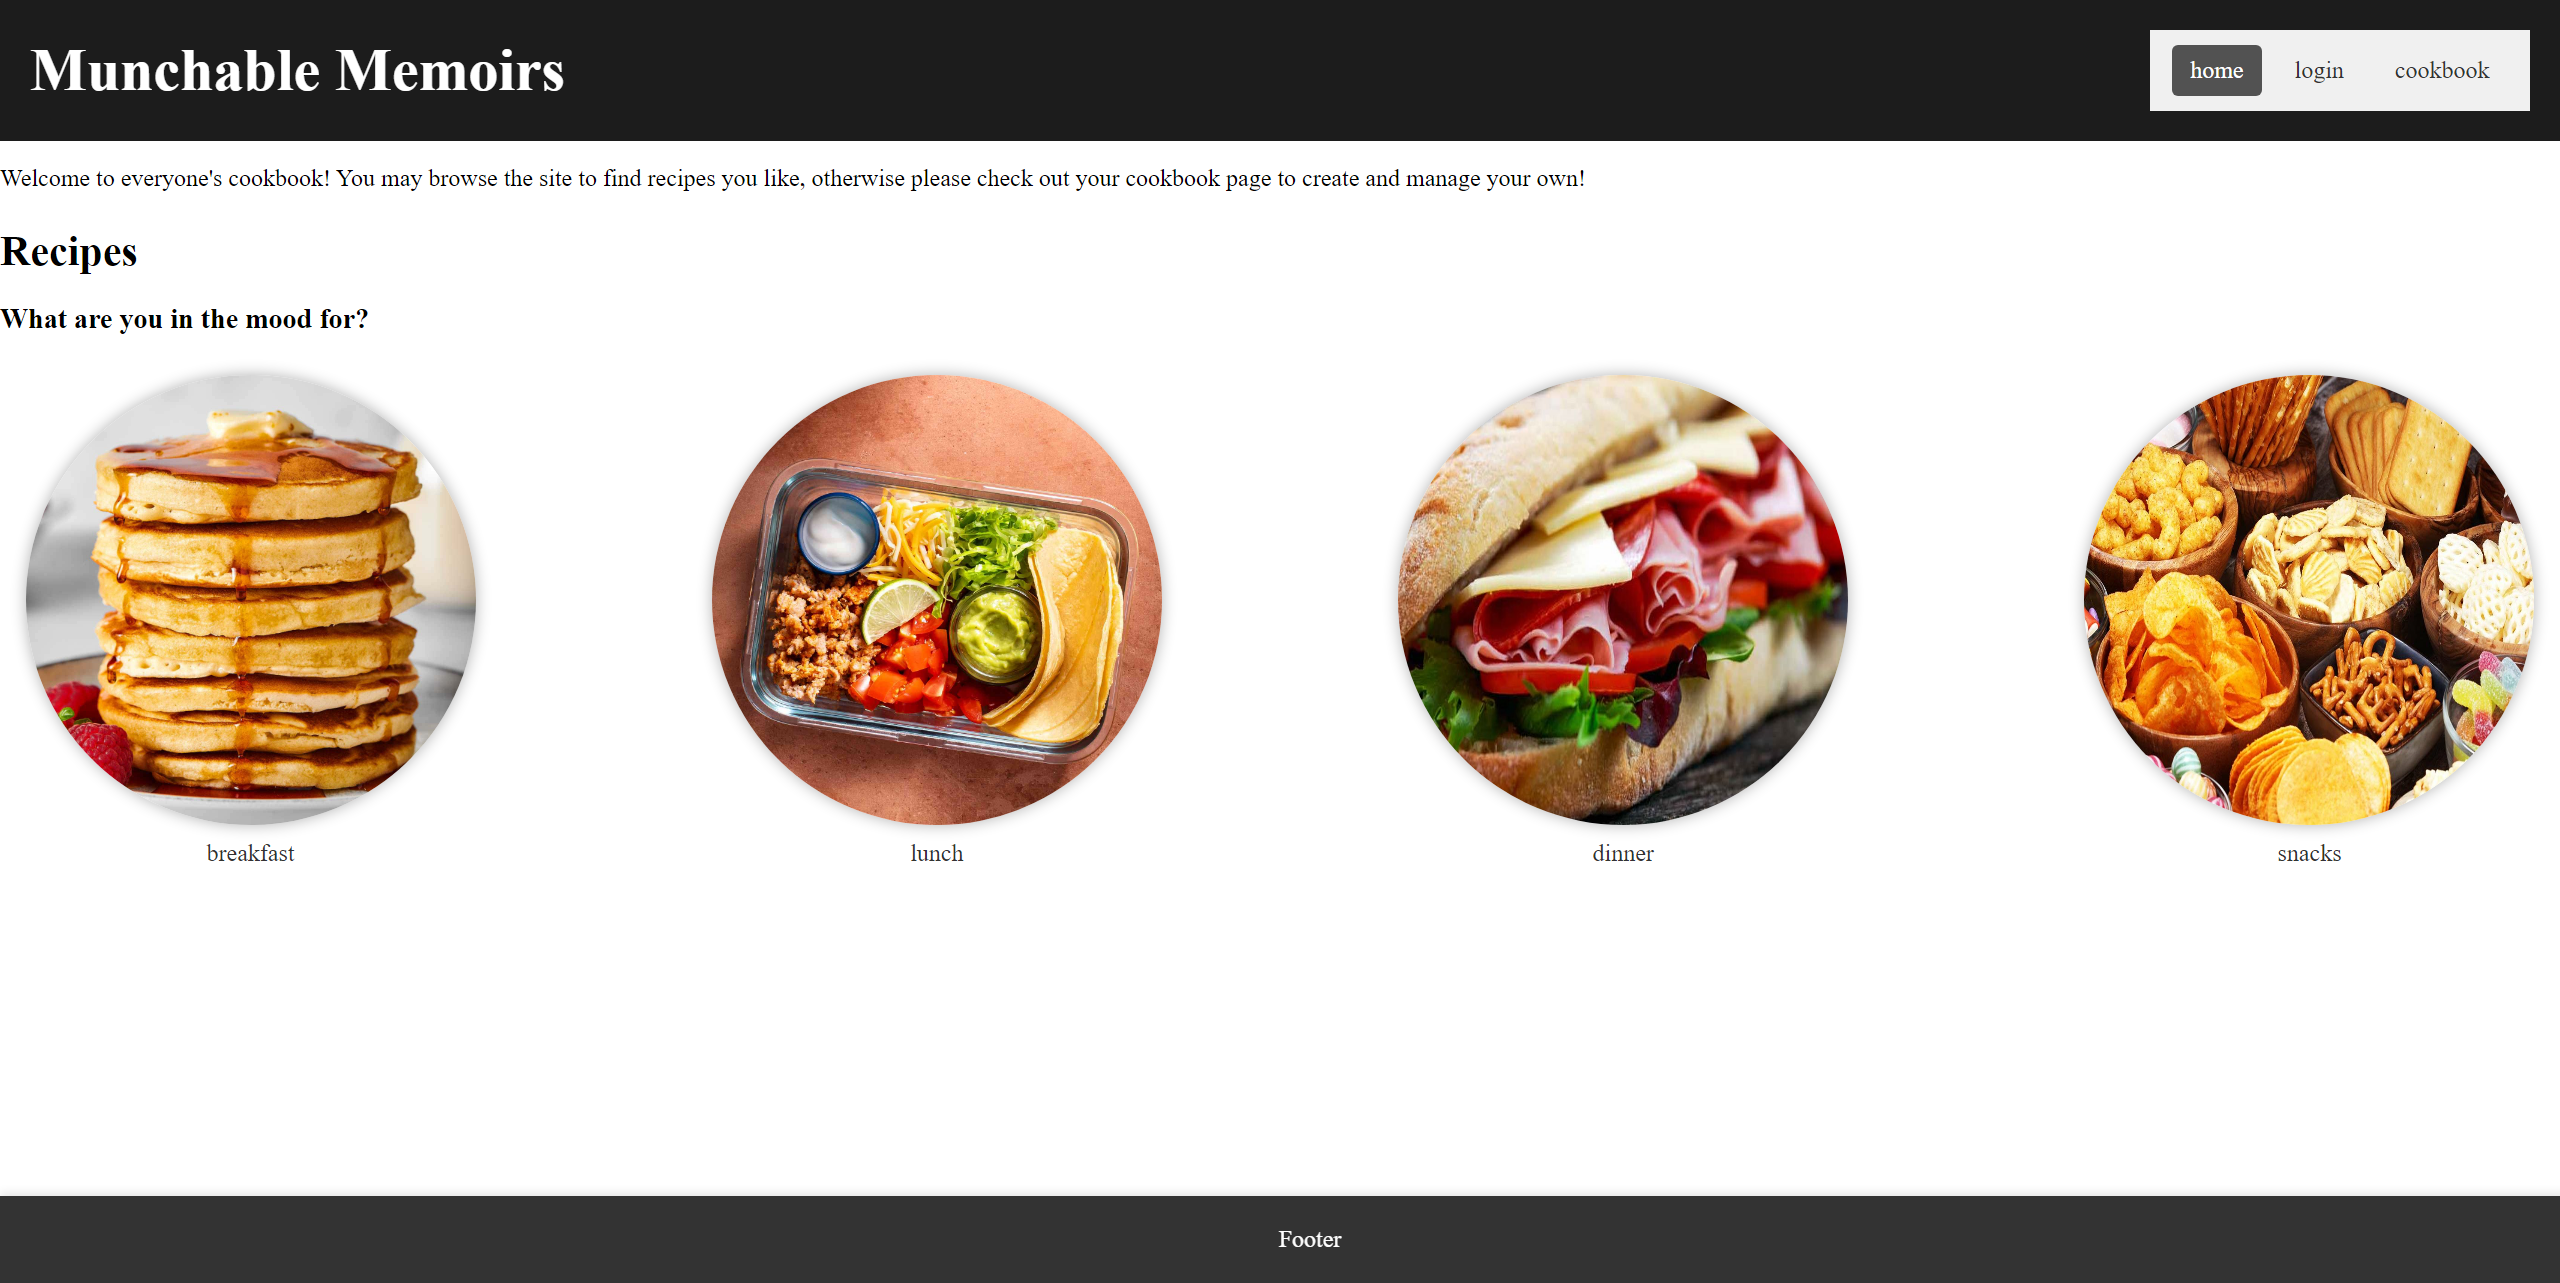 Munchable Memoirs
home login cookbook
Welcome to everyone's cookbook! You may browse the site to find recipes you like, otherwise please check out your cookbook page to create and manage your own!
Recipes
What are you in the mood for?
breakfast lunch dinner snacks
Footer